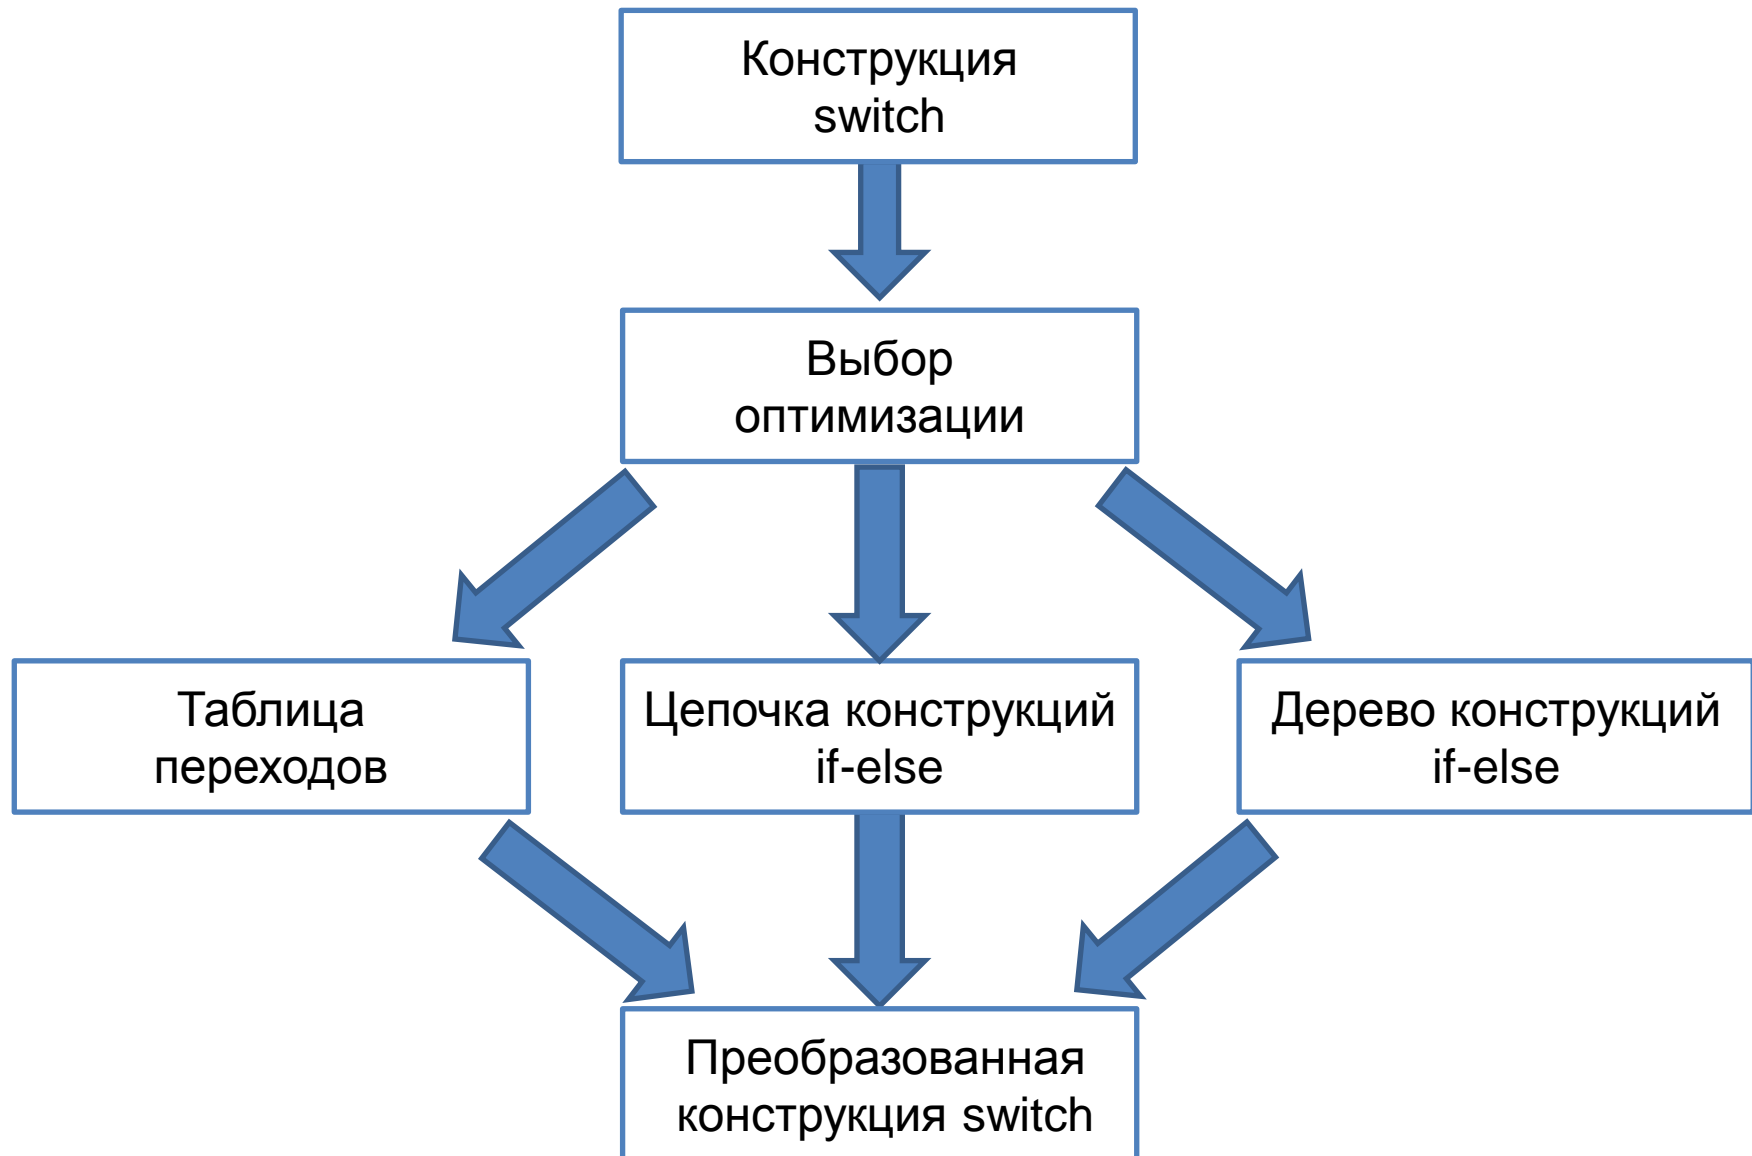 Конструкция
switch
Выбор
оптимизации
Таблица
переходов
Цепочка конструкций
if-else
Дерево конструкций
if-else
Преобразованная
конструкция switch